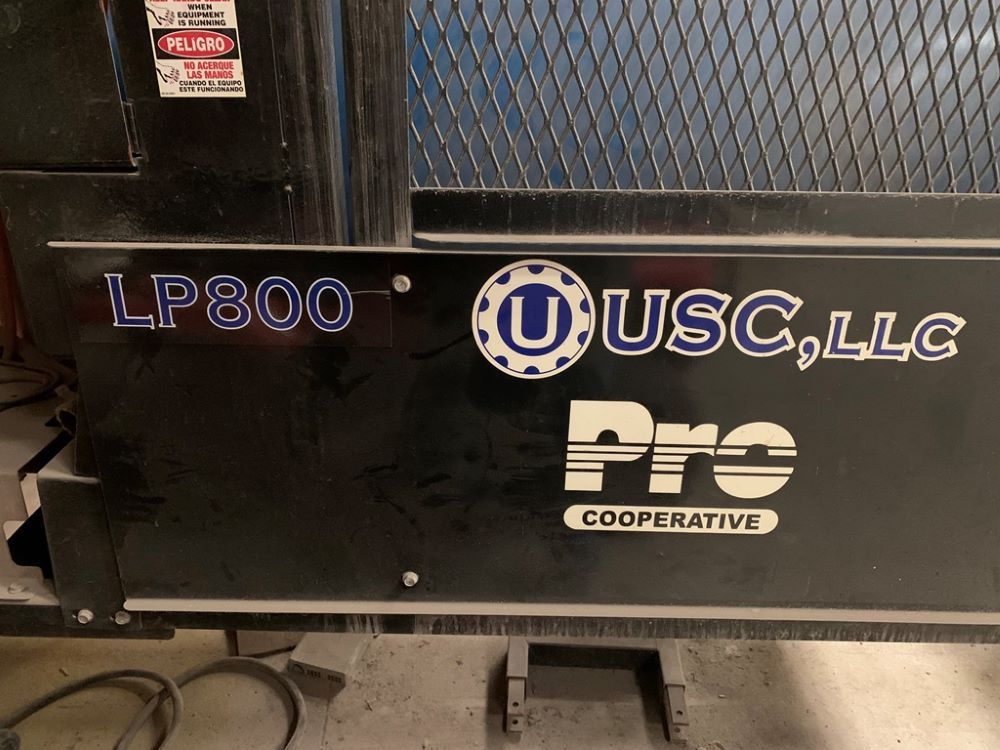 WHEN
EQUIPMENT
IS RUNNING
PELIGRO
NO ACERQUE
LAS MANOS
CUANDO EL EQUIPO
ESTE FUNCIONANDO
LP800
U USC, LLC
Pro
COOPERATIVE